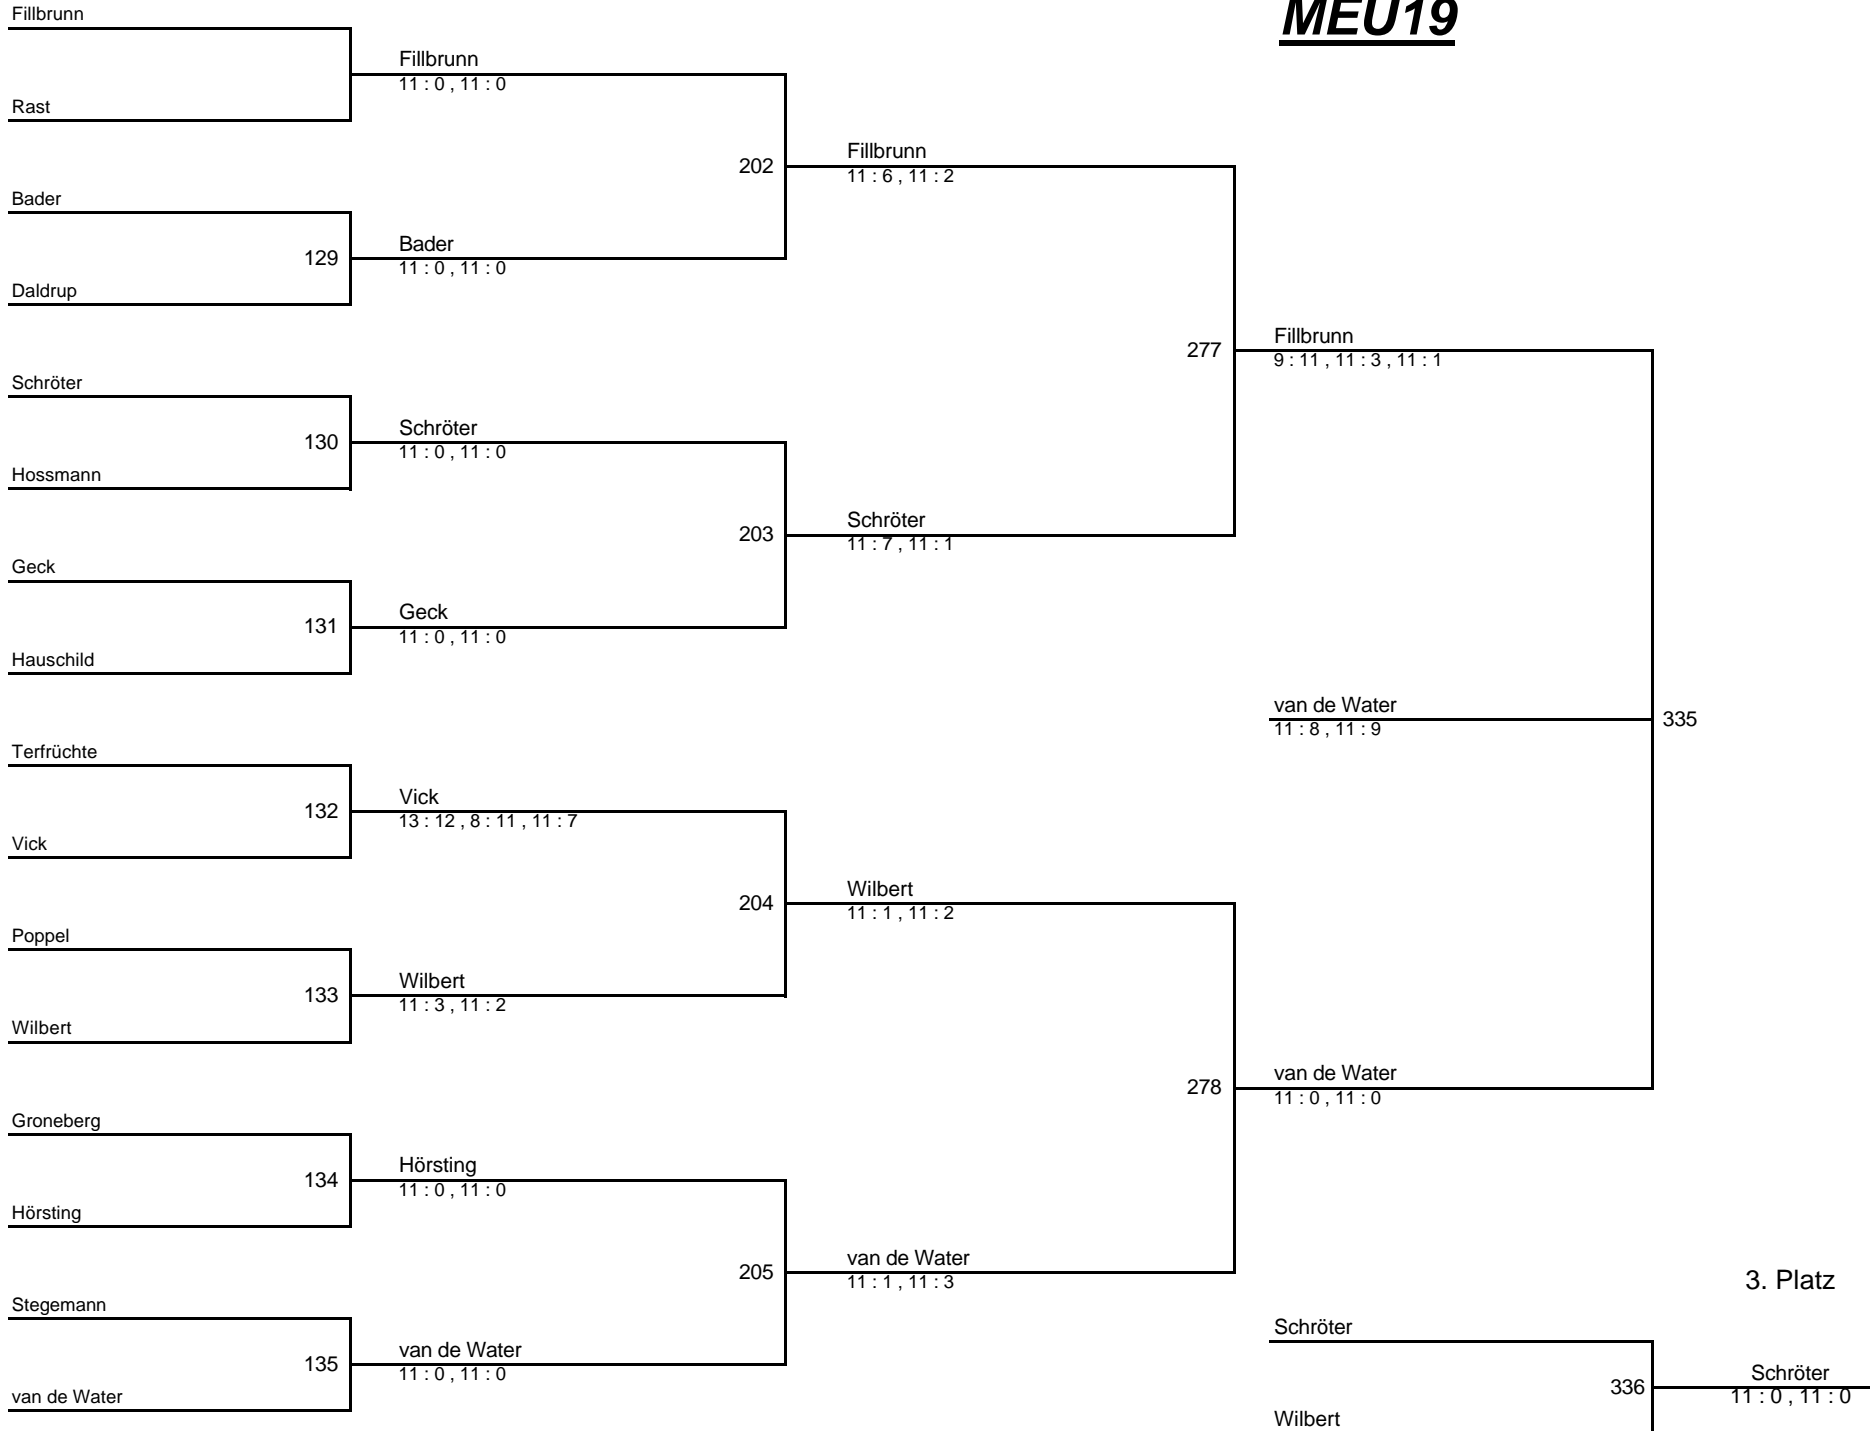 MEU19
Fillbrunn
Rast
Bader
129
Daldrup
Schröter
130
Hossmann
Geck
131
Hauschild
Terfrüchte
132
Vick
Poppel
133
Wilbert
Groneberg
134
Hörsting
Stegemann
135
van de Water
Fillbrunn
11 : 0 , 11 : 0
202
Bader
11 : 0 , 11 : 0
Schröter
11 : 0 , 11 : 0
203
Geck
11 : 0 , 11 : 0
Vick
13 : 12 , 8 : 11 , 11 : 7
204
Wilbert
11 : 3 , 11 : 2
Hörsting
11 : 0 , 11 : 0
205
van de Water
11 : 0 , 11 : 0
Fillbrunn
11 : 6 , 11 : 2
277
Schröter
11 : 7 , 11 : 1
Wilbert
11 : 1 , 11 : 2
278
van de Water
11 : 1 , 11 : 3
Fillbrunn
9 : 11 , 11 : 3 , 11 : 1
van de Water
11 : 8 , 11 : 9
335
van de Water
11 : 0 , 11 : 0
3. Platz
Schröter
336
Wilbert
Schröter
11 : 0 , 11 : 0